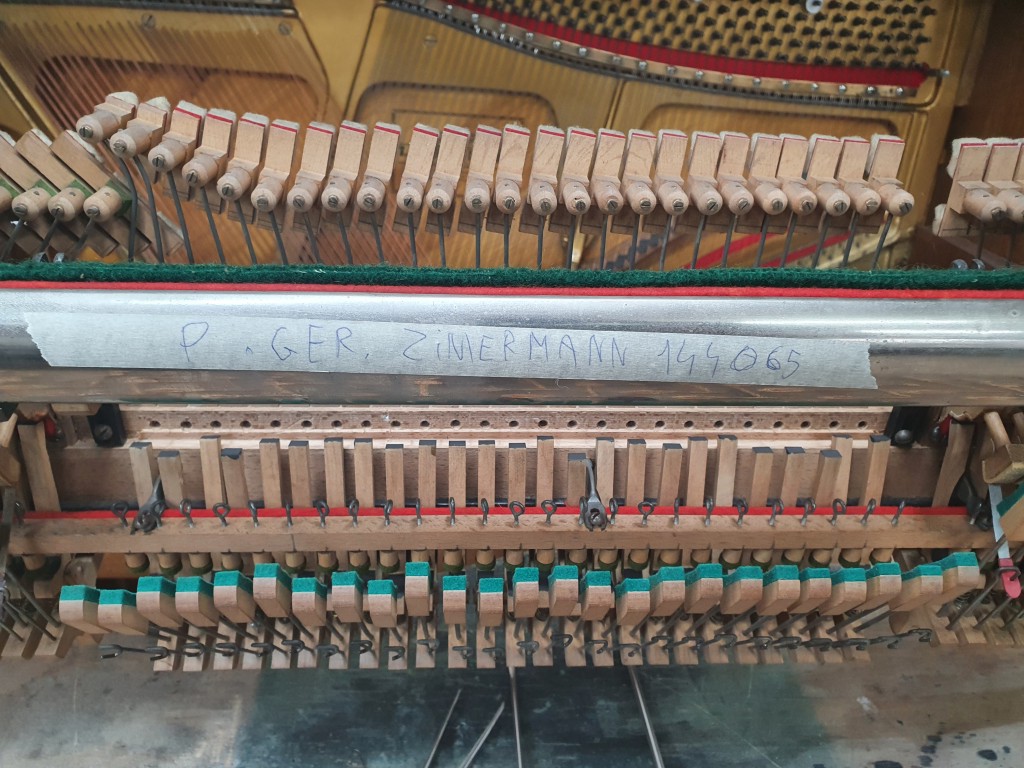 P . GER. ZiMERMANN 144065